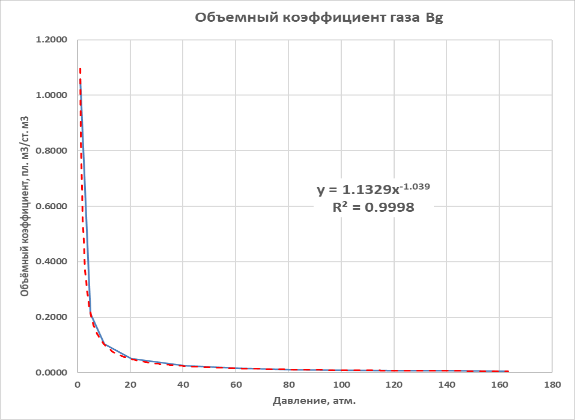 Объемный коэффициент газа Bg
1.2000
1.0000
0.8000
0.6000
0.4000
0.2000
0.0000
Объёмный коэффициент, пл. м3/ст. м3
y = 1.1329x^-1.039
R² = 0.9998
0 20 40 60 80 100 120 140 160 180
Давление, атм.